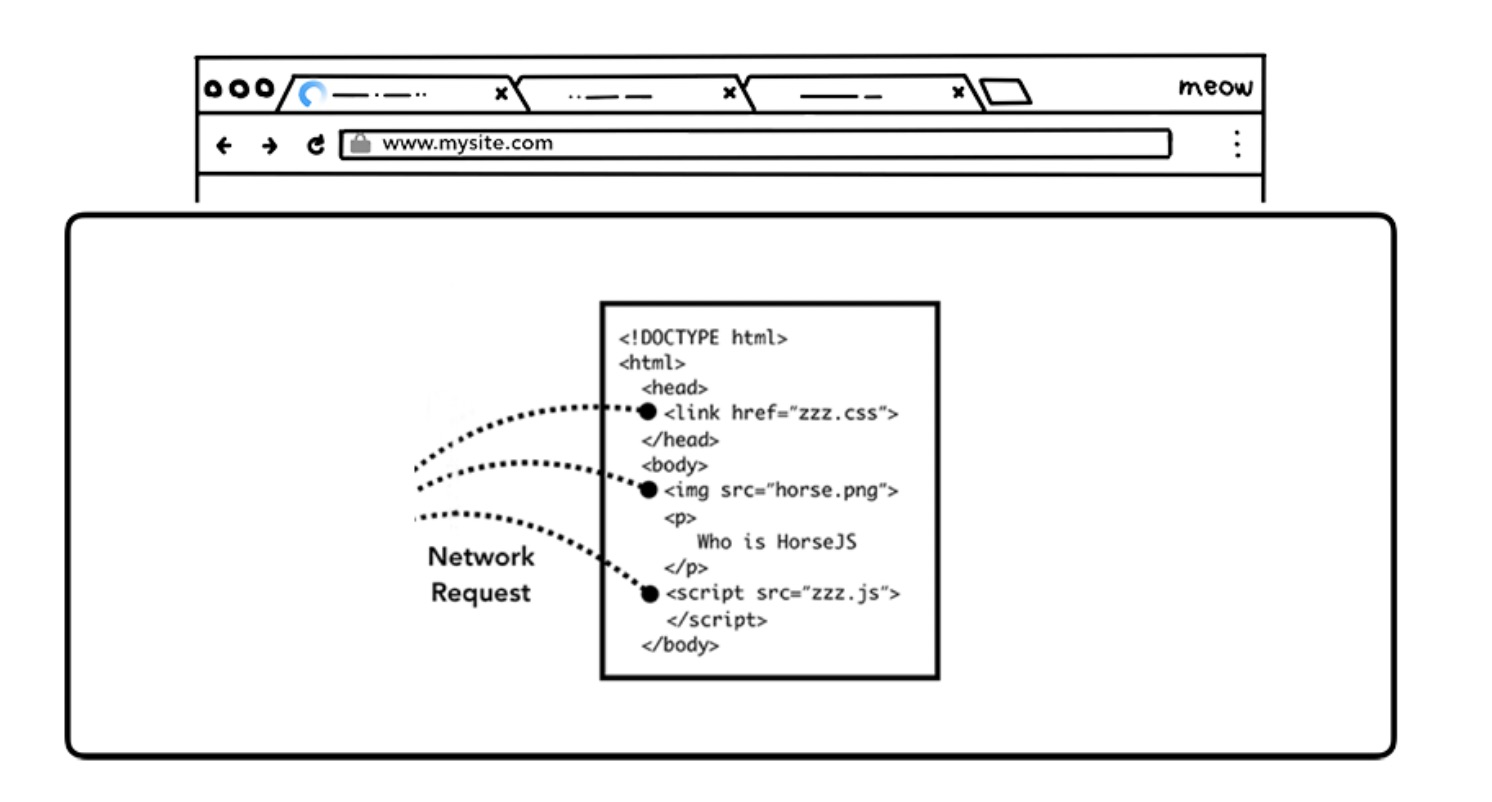 meow
www.mysite.com
<!DOCTYPE html>
<html>
<head>
<link href="zzz.css">
</head>
<body>
<img src="horse.png">
<p>
Who is HorseJS
</p>
<script src="zzz.js">
</script>
</body>
Network
Request